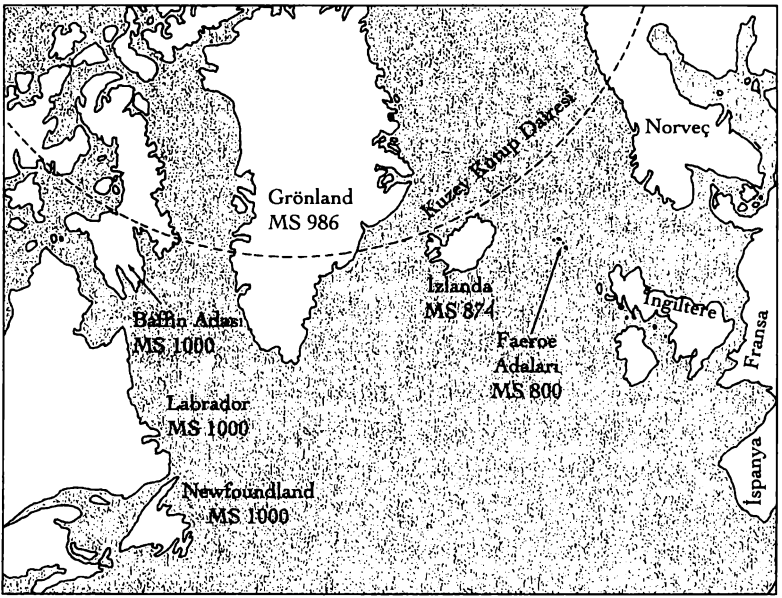 Norveç
Kuzey Kutup Dairesi
Grönland
MS 986
İzlanda
MS 874
İngiltere
Baffin Adası
MS 1000
Faeroe
Adaları
MS 800
Fransa
Labrador
MS 1000
İspanya
Newfoundland
MS 1000